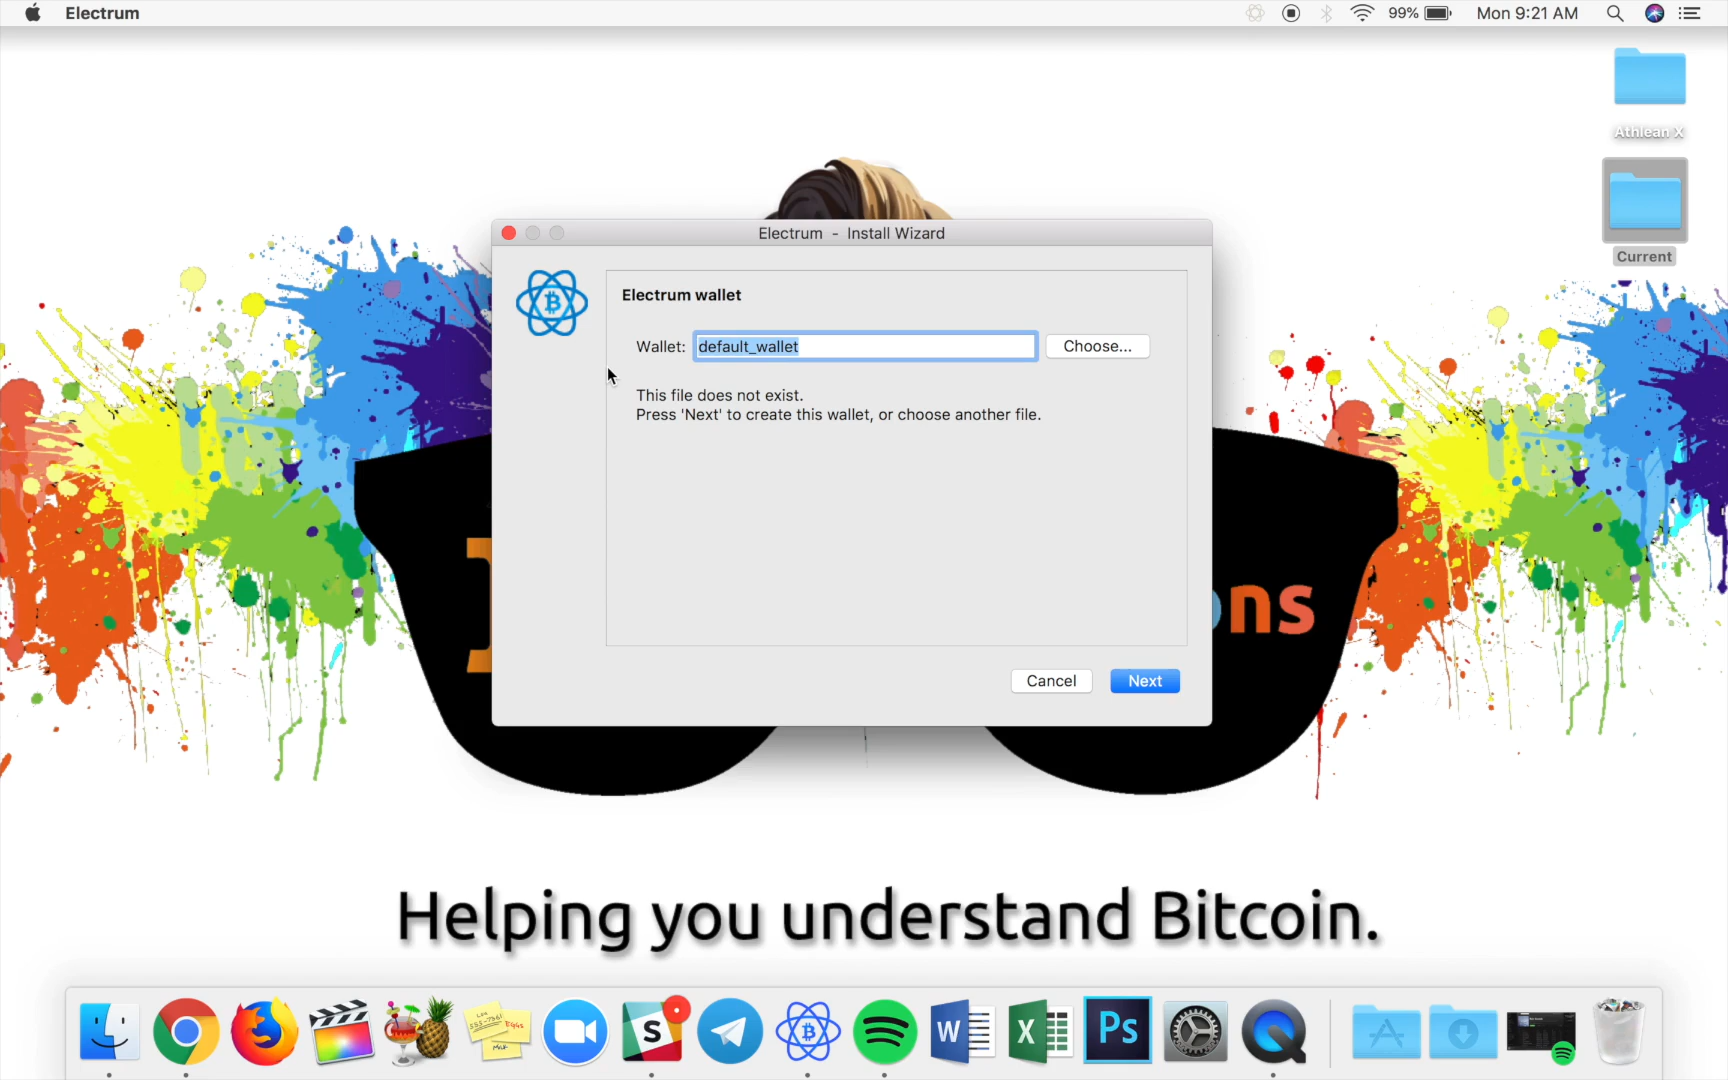 Electrum
99%
Mon 9:21 AM
Athlean X
Current
Electrum - Install Wizard
Electrum wallet
Wallet: default_wallet Choose...
This file does not exist.
Press 'Next' to create this wallet, or choose another file.
ns
Cancel Next
Helping you understand Bitcoin.
S
W
X
Ps